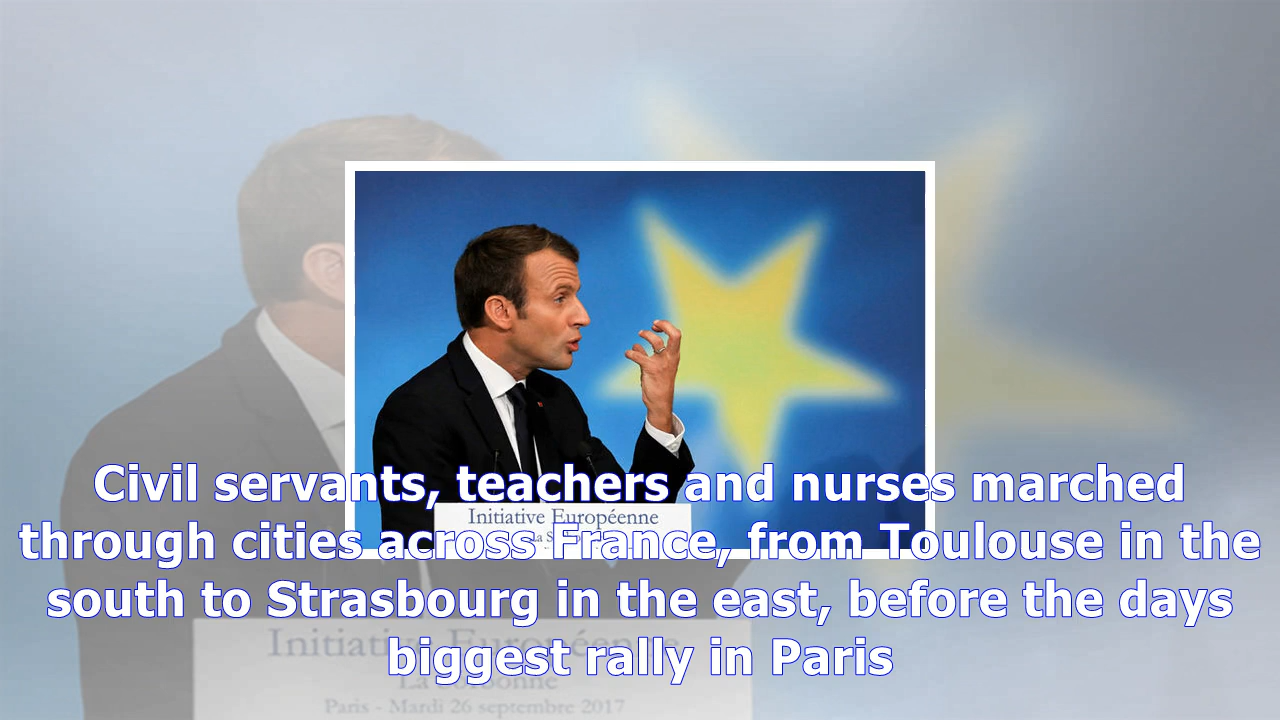 Civil servants, teachers and nurses marched
Initiative Européenne
through cities across France, from Toulouse in the
south to Strasbourg in the east, before the days
Initiative Européenne
biggest rally in Paris
La Sorbonne
Paris - Mardi 26 septembre 2017